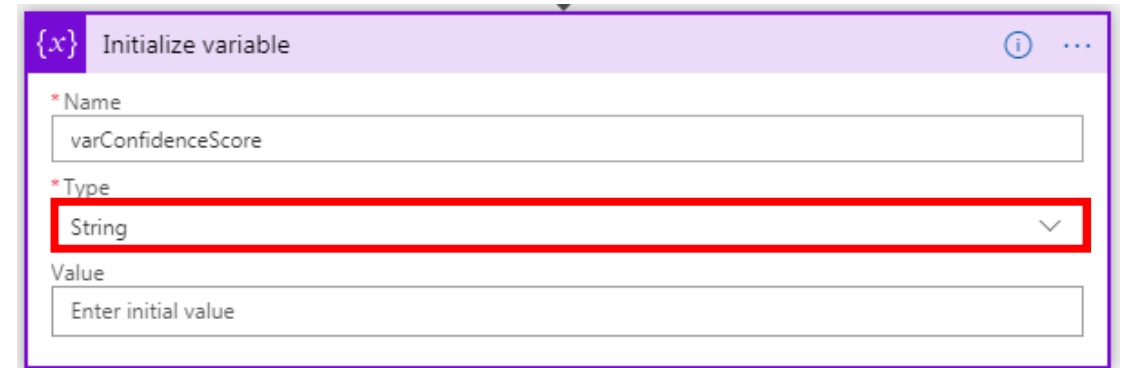 {x} Initialize variable
* Name
varConfidenceScore
* Type
String
Value
Enter initial value